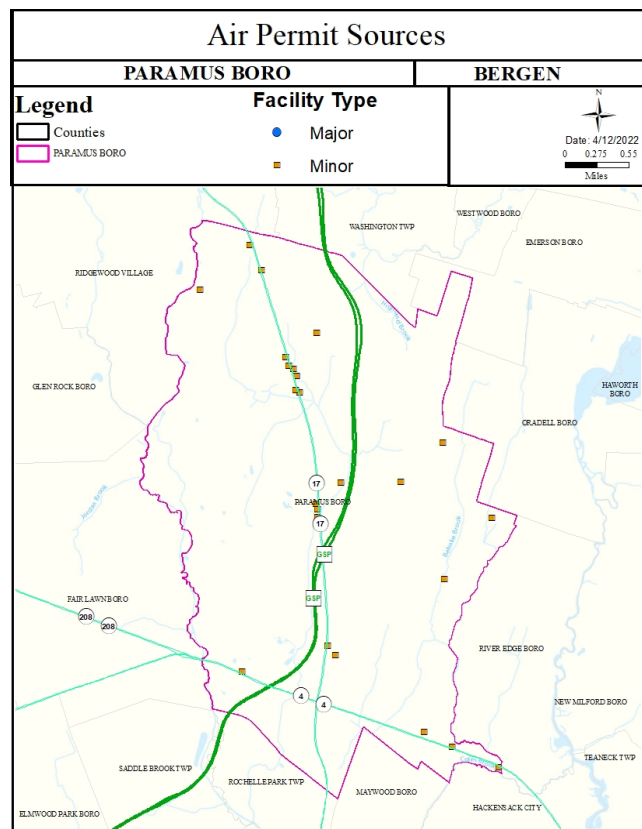 Air Permit Sources
PARAMUS BORO
BERGEN
Legend
Counties
PARAMUS BORO
Facility Type
Major
Minor
N
Date: 4/12/2022
0 0.275 0.55
Miles
WESTWOOD BORO
WASHINGTON TWP
EMERSON BORO
RIDGEWOOD VILLAGE
GLEN ROCK BORO
HAWORTH
BORO
ORADELL BORO
17
PARAMUS BORO
17
GSP
GSP
FAIR LAWN BORO
208
208
RIVER EDGE BORO
4
4
NEW MILFORD BORO
SADDLE BROOK TWP
TEANECK TWP
ROCHELLE PARK TWP
MAYWOOD BORO
HACKENSACK CITY
ELMWOOD PARK BORO